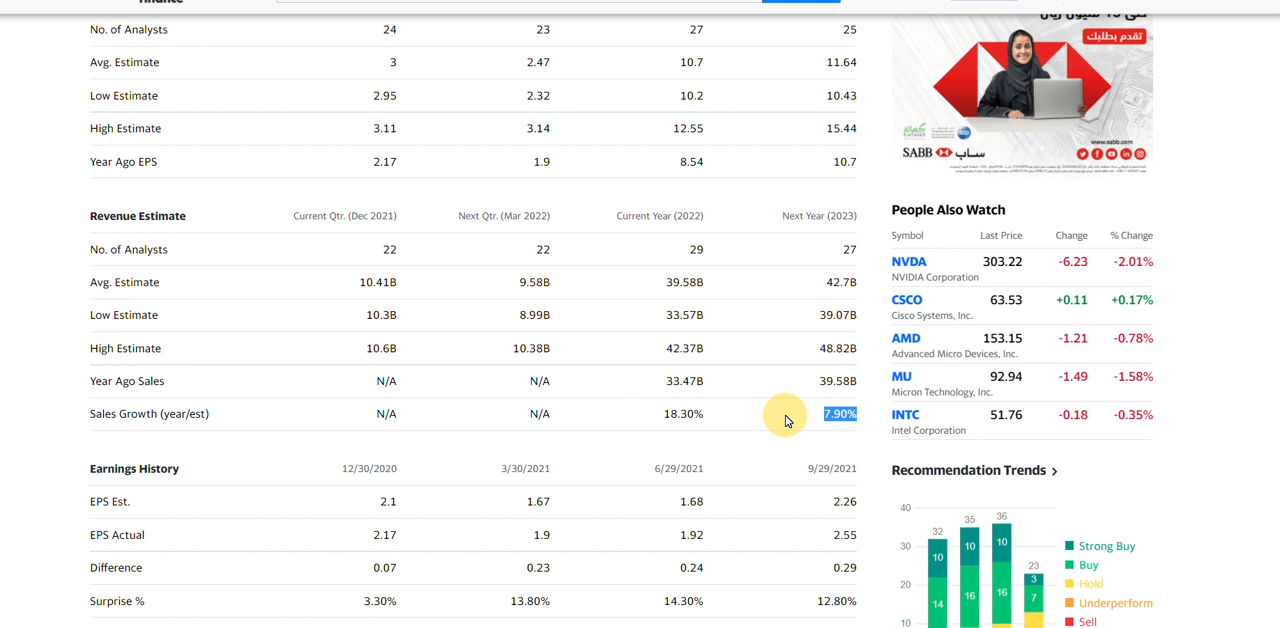 finance
No. of Analysts 24 23 27 25
Avg. Estimate 3 2.47 10.7 11.64
Low Estimate 2.95 2.32 10.2 10.43
High Estimate 3.11 3.14 12.55 15.44
Year Ago EPS 2.17 1.9 8.54 10.7
Revenue Estimate Current Qtr. (Dec 2021) Next Qtr. (Mar 2022) Current Year (2022) Next Year (2023)
No. of Analysts 22 22 29 27
Avg. Estimate 10.41B 9.58B 39.58B 42.7B
Low Estimate 10.3B 8.99B 33.57B 39.07B
High Estimate 10.6B 10.38B 42.37B 48.82B
Year Ago Sales N/A N/A 33.47B 39.58B
Sales Growth (year/est) N/A N/A 18.30% 7.90%
Earnings History 12/30/2020 3/30/2021 6/29/2021 9/29/2021
EPS Est. 2.1 1.67 1.68 2.26
EPS Actual 2.17 1.9 1.92 2.55
Difference 0.07 0.23 0.24 0.29
Surprise % 3.30% 13.80% 14.30% 12.80%
تقدم بطلبك
SABB ساب
www.sabb.com
People Also Watch
Symbol Last Price Change % Change
NVDA 303.22 -6.23 -2.01%
NVIDIA Corporation
CSCO 63.53 +0.11 +0.17%
Cisco Systems, Inc.
AMD 153.15 -1.21 -0.78%
Advanced Micro Devices, Inc.
MU 92.94 -1.49 -1.58%
Micron Technology, Inc.
INTC 51.76 -0.18 -0.35%
Intel Corporation
Recommendation Trends >
40
30
20
10
32 35 36 23
10 10 10 3
14 16 16 7
Strong Buy
Buy
Hold
Underperform
Sell